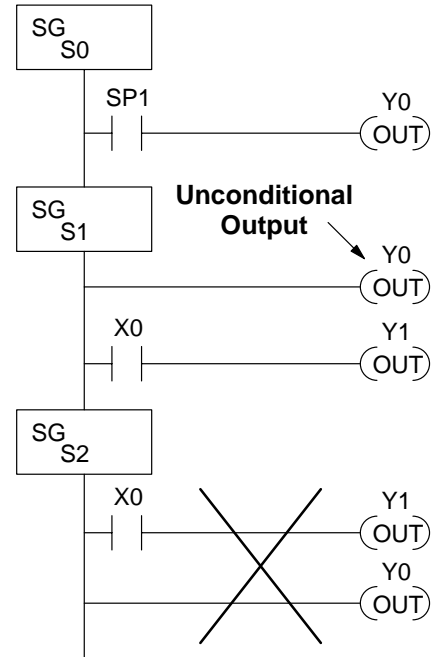 SG
S0
SP1
Y0
OUT
SG
S1
Unconditional
Output
Y0
OUT
X0
Y1
OUT
SG
S2
X0
Y1
OUT
Y0
OUT